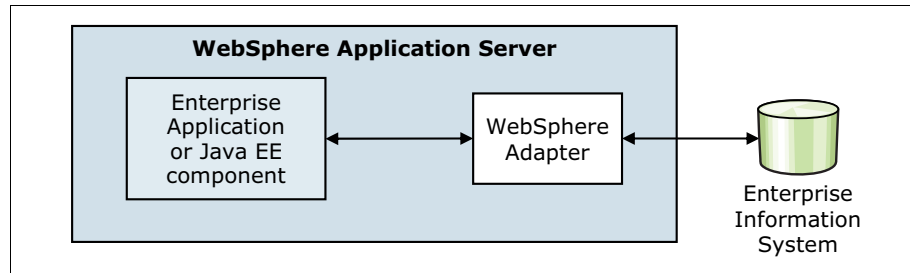 WebSphere Application Server
Enterprise
Application
or Java EE
component
WebSphere
Adapter
Enterprise
Information
System